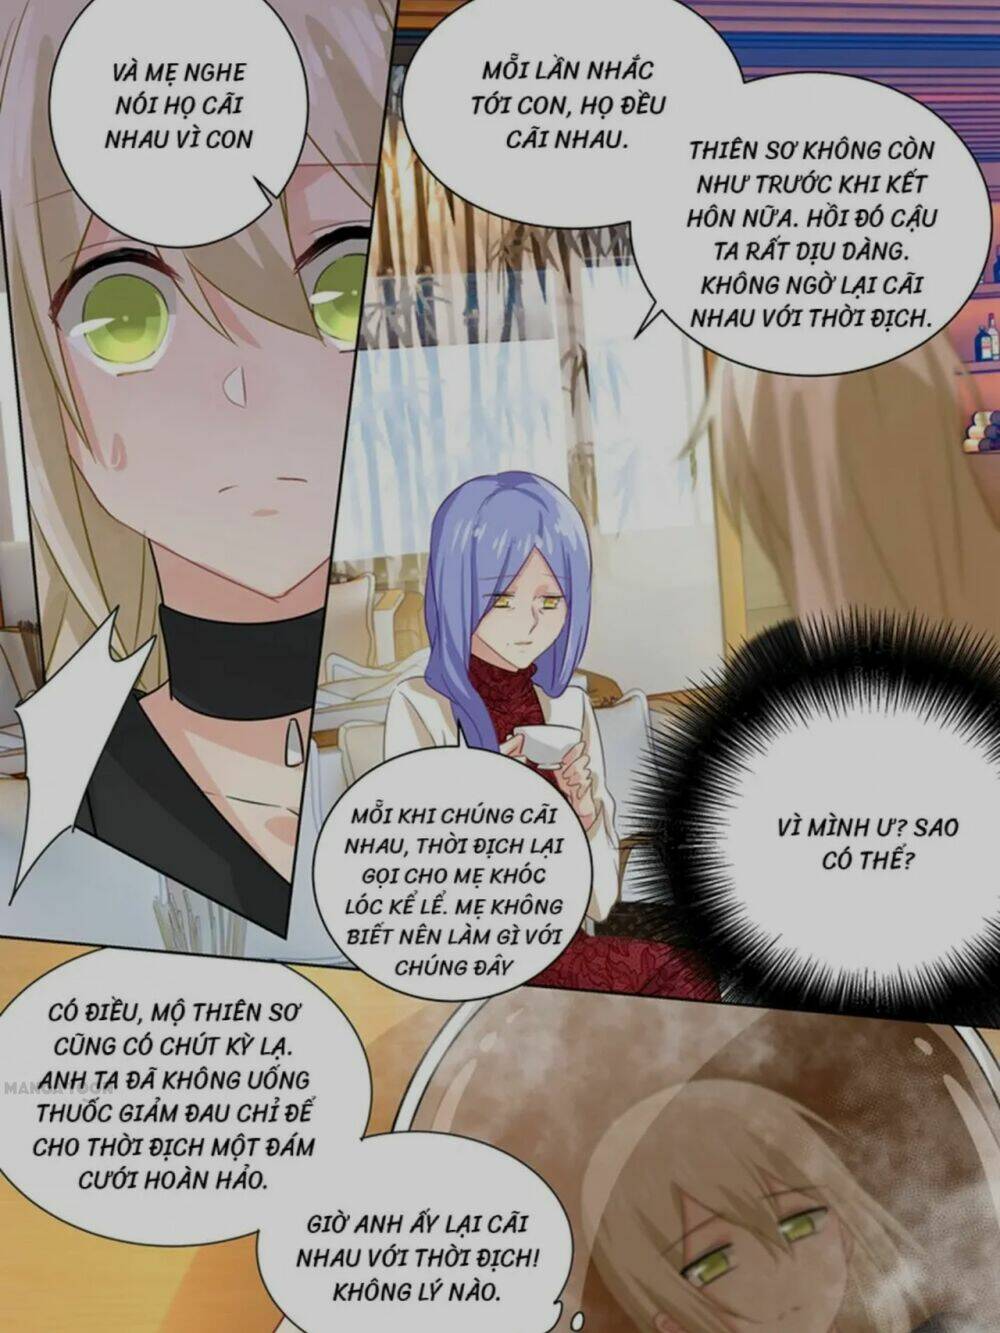 VÀ MẸ NGHE
NÓI HỌ CÃI
NHAU VÌ CON
MỖI LẦN NHẮC
TỚI CON, HỌ ĐỀU
CÃI NHAU.
THIÊN SƠ KHÔNG CÒN
NHƯ TRƯỚC KHI KẾT
HÔN NỮA. HỒI ĐÓ CẬU
TA RẤT DỊU DÀNG.
KHÔNG NGỜ LẠI CÃI
NHAU VỚI THỜI ĐỊCH.
MỖI KHI CHÚNG CÃI
NHAU, THỜI ĐỊCH LẠI
GỌI CHO MẸ KHÓC
LÓC KỂ LỂ. MẸ KHÔNG
BIẾT NÊN LÀM GÌ VỚI
CHÚNG ĐÂY
VÌ MÌNH Ư? SAO
CÓ THỂ?
CÓ ĐIỀU, MỘ THIÊN SƠ
CŨNG CÓ CHÚT KỲ LẠ.
ANH TA ĐÃ KHÔNG UỐNG
THUỐC GIẢM ĐAU CHỈ ĐỂ
CHO THỜI ĐỊCH MỘT ĐÁM
CƯỚI HOÀN HẢO.
MANGATOON
GIỜ ANH ẤY LẠI CÃI
NHAU VỚI THỜI ĐỊCH!
KHÔNG LÝ NÀO.